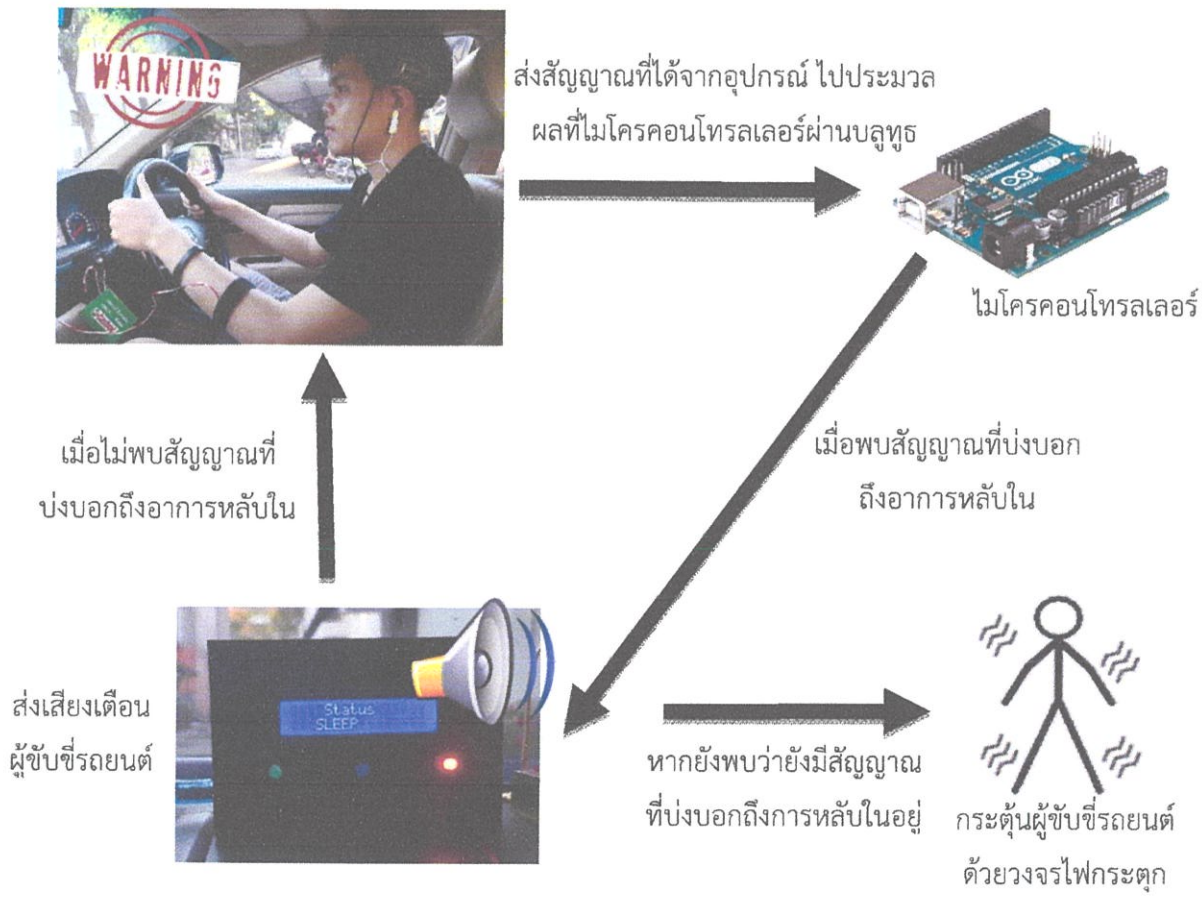 WARNING
ส่งสัญญาณที่ได้จากอุปกรณ์ ไปประมวล
ผลที่ไมโครคอนโทรลเลอร์ผ่านบลูทูธ
ไมโครคอนโทรลเลอร์
เมื่อไม่พบสัญญาณที่
บ่งบอกถึงอาการหลับใน
เมื่อพบสัญญาณที่บ่งบอก
ถึงอาการหลับใน
Status
SLEEP
ส่งเสียงเตือน
ผู้ขับขี่รถยนต์
หากยังพบว่ายังมีสัญญาณ
ที่บ่งบอกถึงการหลับในอยู่
กระตุ้นผู้ขับขี่รถยนต์
ด้วยวงจรไฟกระตุก